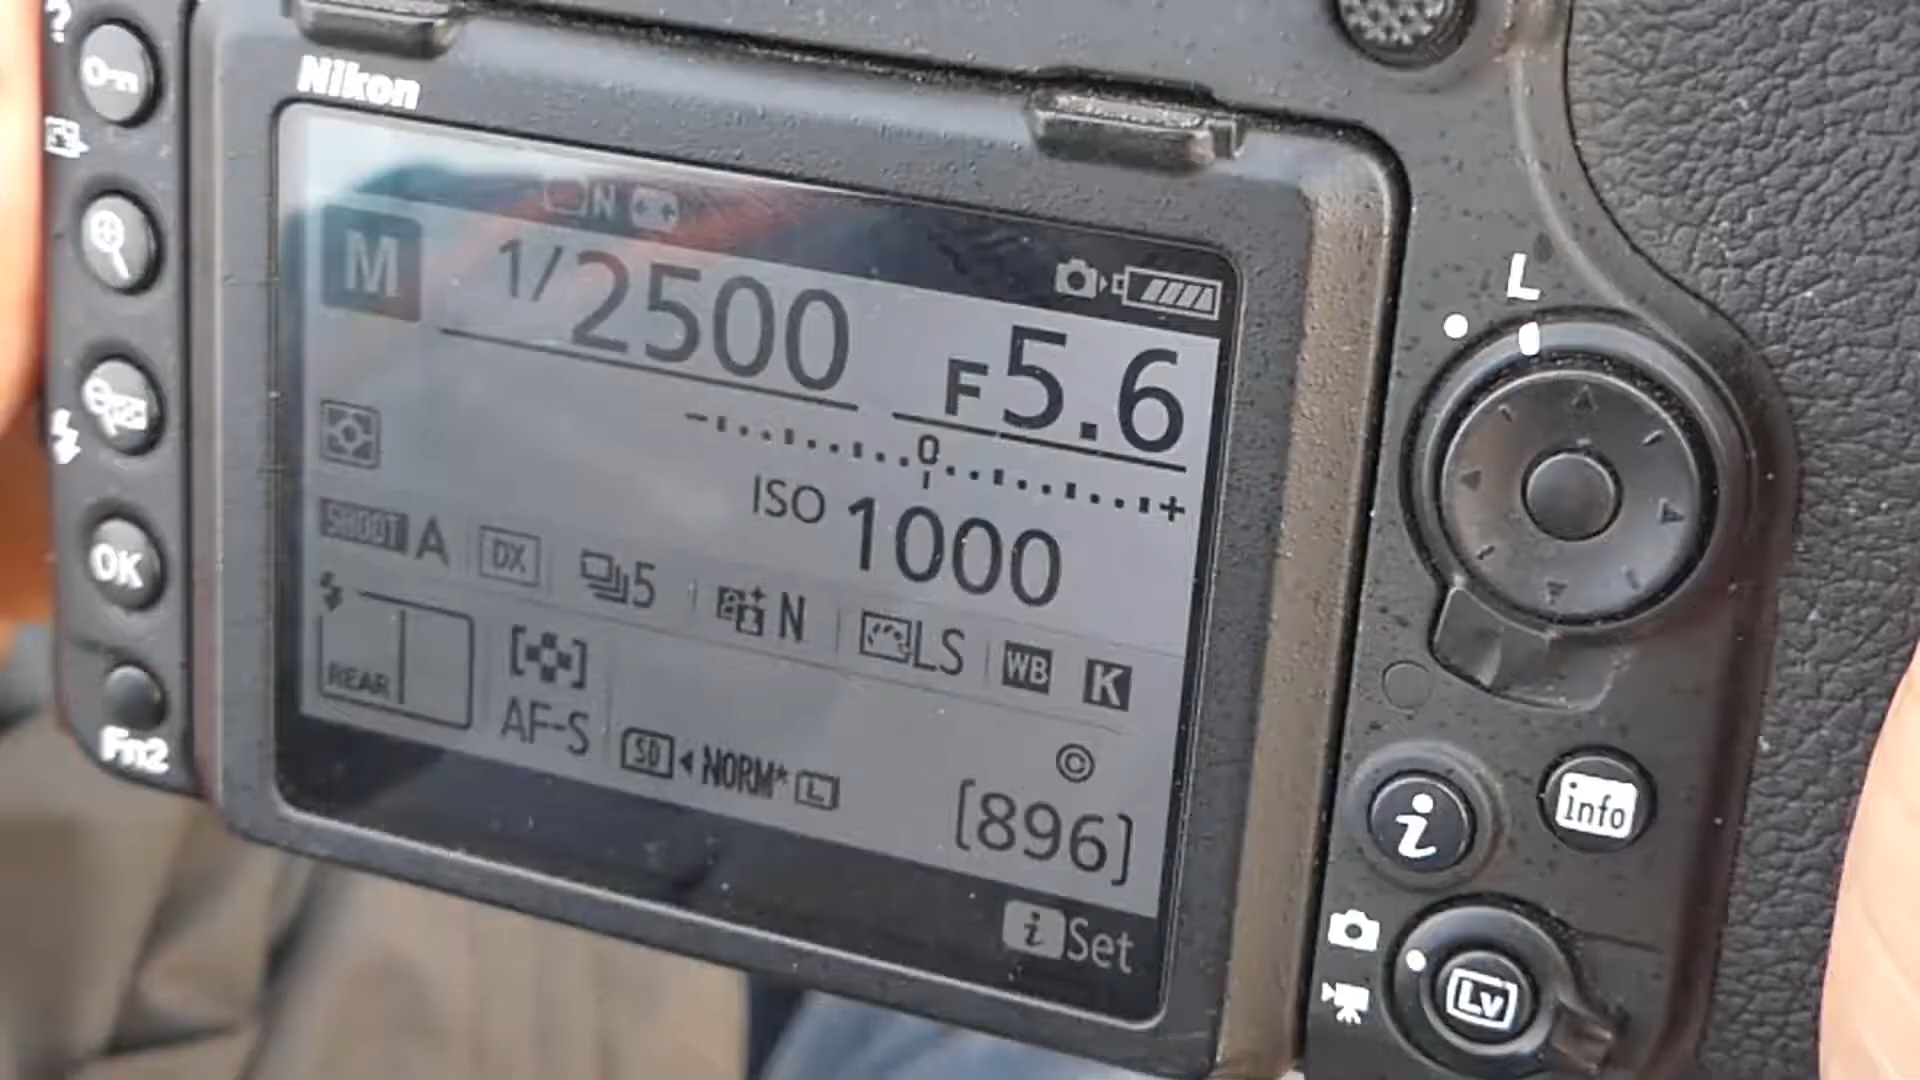 ?
Nikon
N
M
1/2500
F5.6
L
- 0 +
ISO 1000
SHOOT A
DX
5
N
LS
WB
K
REAR
AF-S
SD
NORM*
L
©
[896]
i Set
OK
Fn2
i
info
Lv